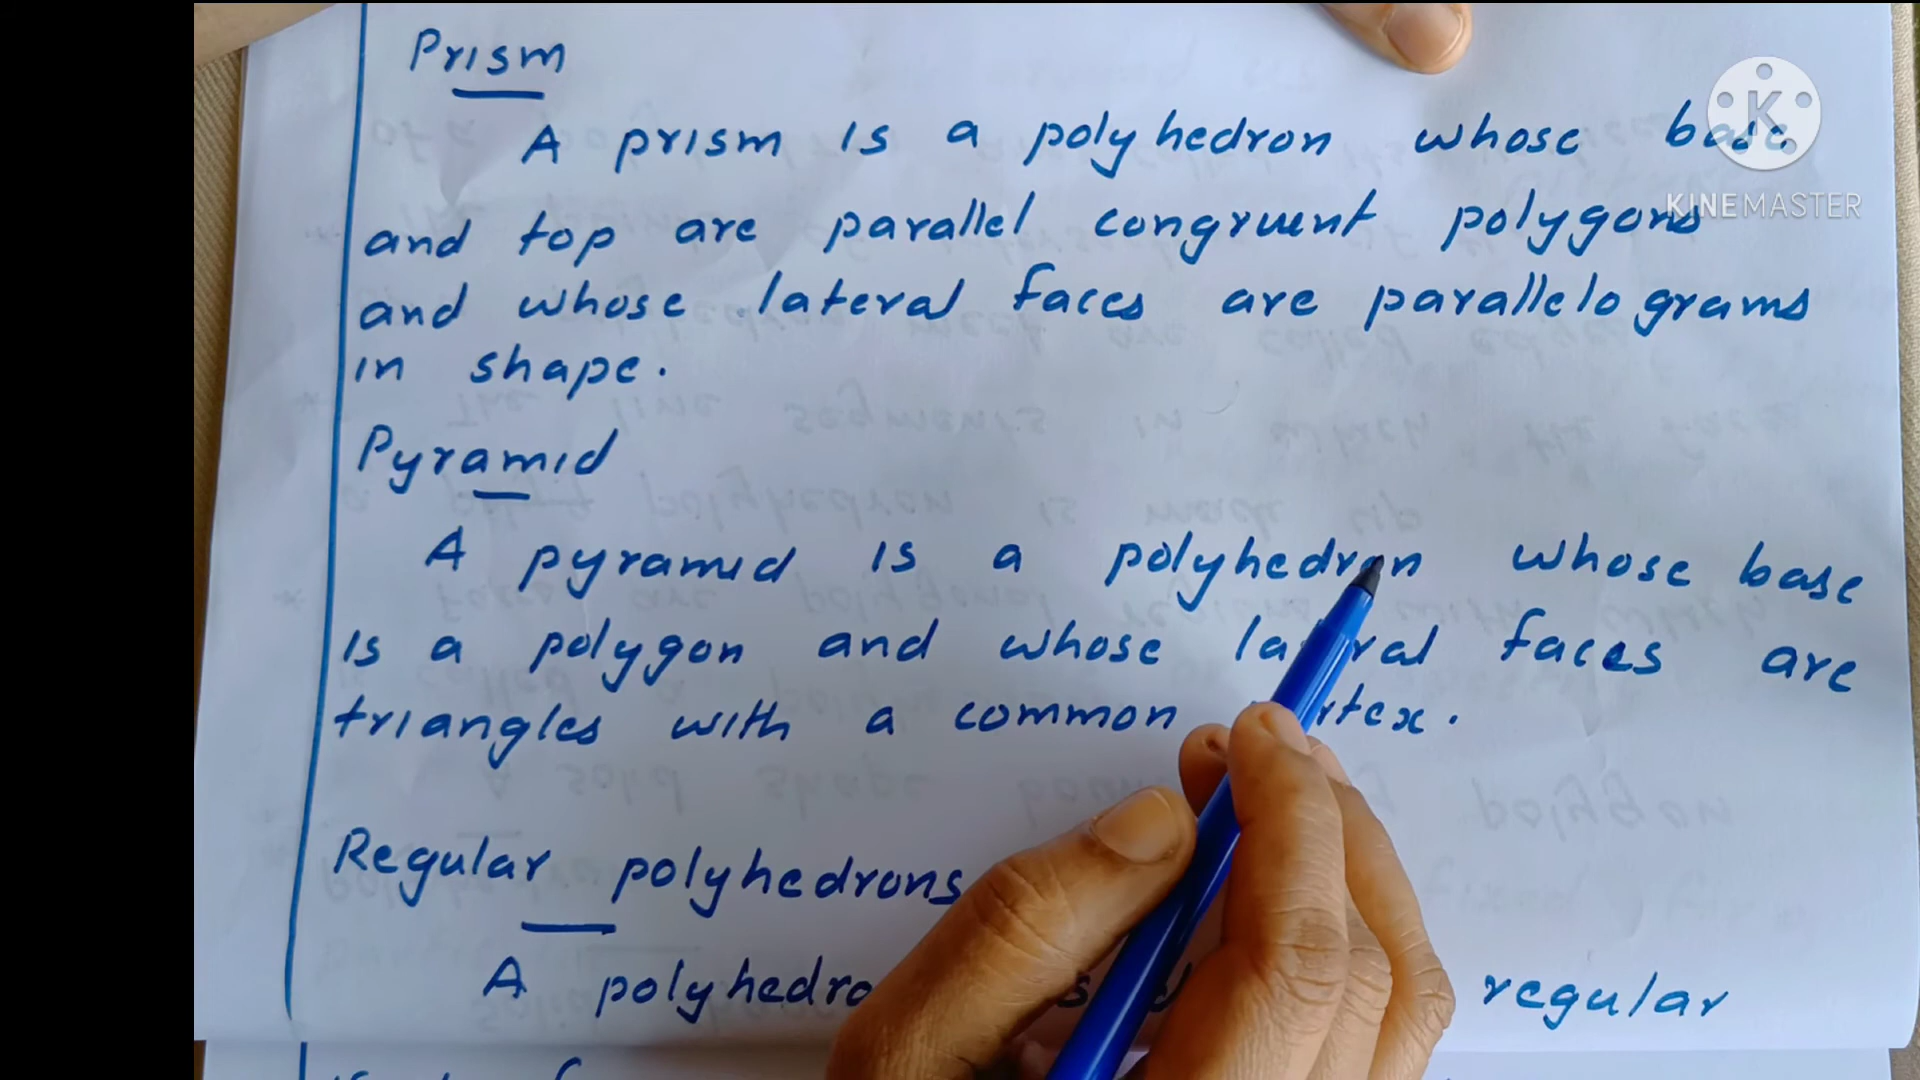 Prism
A prism is a polyhedron whose base
and top are parallel congruent polygons
and whose lateral faces are parallelograms
in shape.
Pyramid
A pyramid is a polyhedron whose base
is a polygon and whose lateral faces are
triangles with a common vertex.
Regular polyhedrons
A polyhedron regular
K
KINEMASTER